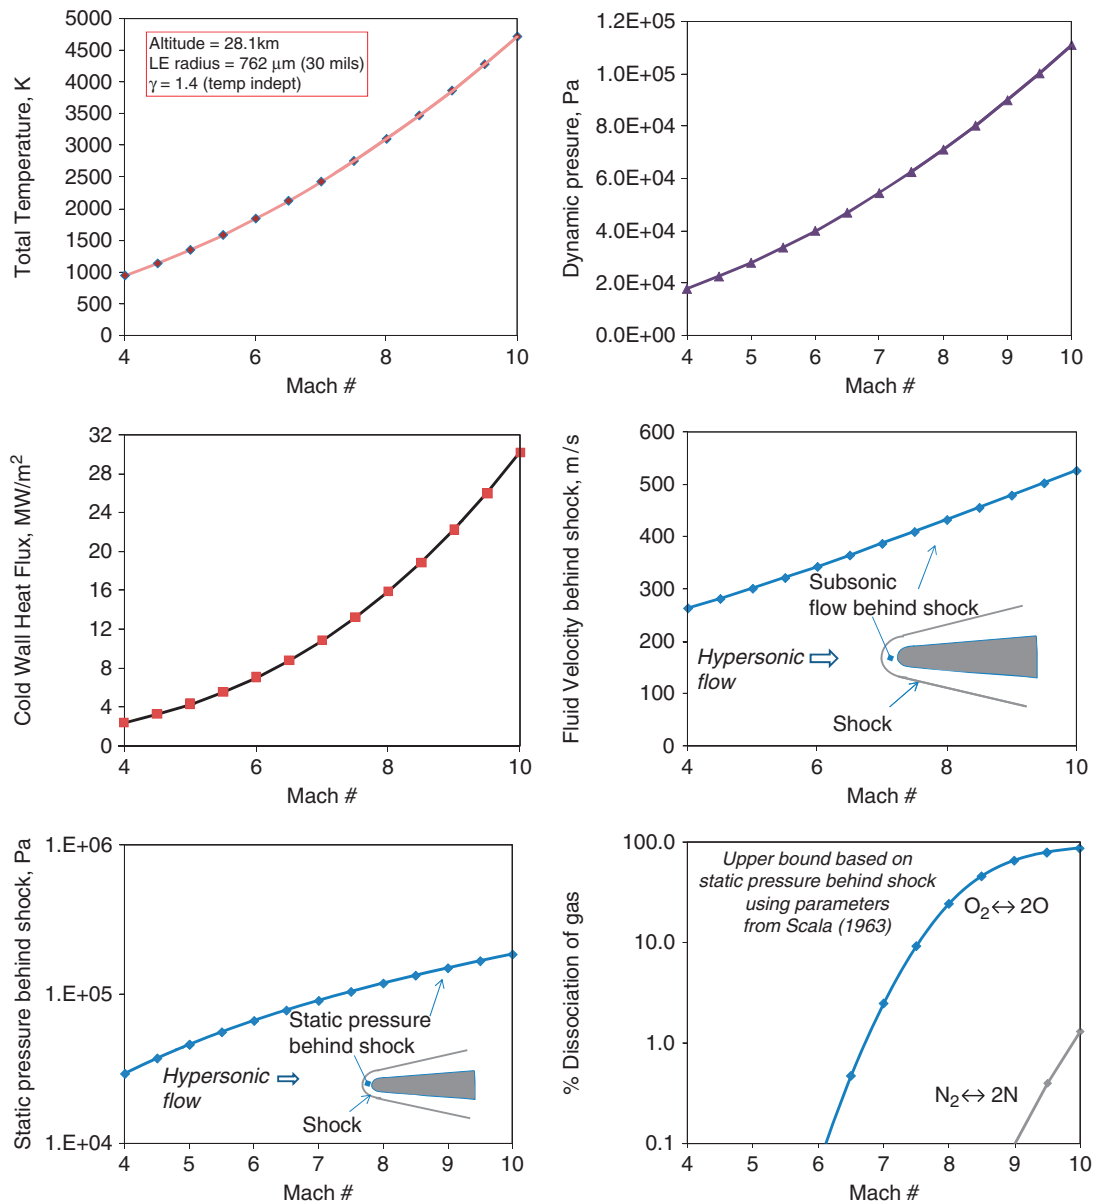 5000
4500
4000
3500
3000
2500
2000
1500
1000
500
0
Total Temperature, K
Altitude = 28.1km
LE radius = 762 μm (30 mils)
γ = 1.4 (temp indept)
4
6
8
10
Mach #
1.2E+05
1.0E+05
8.0E+04
6.0E+04
4.0E+04
2.0E+04
0.0E+00
Dynamic presure, Pa
4
5
6
7
8
9
10
Mach #
32
28
24
20
16
12
8
4
0
Cold Wall Heat Flux, MW/m²
4
6
8
10
Mach #
600
500
400
300
200
100
0
Fluid Velocity behind shock, m/s
Subsonic
flow behind shock
Hypersonic
flow
Shock
4
6
8
10
Mach #
1.E+06
1.E+05
1.E+04
Static pressure behind shock, Pa
Static pressure
behind shock
Hypersonic
flow
Shock
4
5
6
7
8
9
10
Mach #
100.0
10.0
1.0
0.1
% Dissociation of gas
Upper bound based on
static pressure behind shock
using parameters
from Scala (1963)
O₂↔2O
N₂↔2N
4
5
6
7
8
9
10
Mach #